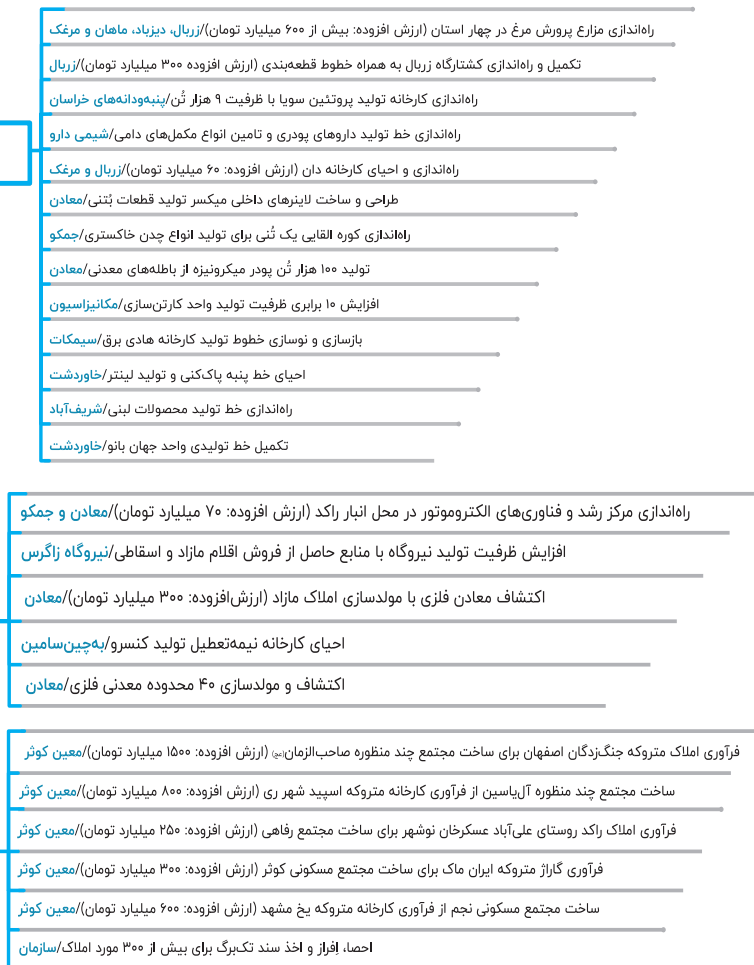 راه‌اندازی مزارع پرورش مرغ در چهار استان (ارزش افزوده: بیش از ۶۰۰ میلیارد تومان)/زربال، دیزباد، ماهان و مرغک
تکمیل و راه‌اندازی کشتارگاه زربال به همراه خطوط قطعه‌بندی (ارزش افزوده ۳۰۰ میلیارد تومان)/زربال
راه‌اندازی کارخانه تولید پروتئین سویا با ظرفیت ۹ هزار تُن/پنبه‌ودانه‌های خراسان
راه‌اندازی خط تولید داروهای پودری و تامین انواع مکمل‌های دامی/شیمی دارو
راه‌اندازی و احیای کارخانه دان (ارزش افزوده: ۶۰ میلیارد تومان)/زربال و مرغک
طراحی و ساخت لاینرهای داخلی میکسر تولید قطعات بُتنی/معادن
راه‌اندازی کوره القایی یک تُنی برای تولید انواع چدن خاکستری/جمکو
تولید ۱۰۰ هزار تُن پودر میکرونیزه از باطله‌های معدنی/معادن
افزایش ۱۰ برابری ظرفیت تولید واحد کارتن‌سازی/مکانیزاسیون
بازسازی و نوسازی خطوط تولید کارخانه هادی برق/سیمکات
احیای خط پنبه پاک‌کنی و تولید لینتر/خاوردشت
راه‌اندازی خط تولید محصولات لبنی/شریف‌آباد
تکمیل خط تولیدی واحد جهان بانو/خاوردشت
راه‌اندازی مرکز رشد و فناوری‌های الکتروموتور در محل انبار راکد (ارزش افزوده: ۷۰ میلیارد تومان)/معادن و جمکو
افزایش ظرفیت تولید نیروگاه با منابع حاصل از فروش اقلام مازاد و اسقاطی/نیروگاه زاگرس
اکتشاف معادن فلزی با مولدسازی املاک مازاد (ارزش‌افزوده: ۳۰۰ میلیارد تومان)/معادن
احیای کارخانه نیمه‌تعطیل تولید کنسرو/به‌چین‌سامین
اکتشاف و مولدسازی ۴۰ محدوده معدنی فلزی/معادن
فرآوری املاک متروکه جنگ‌زدگان اصفهان برای ساخت مجتمع چند منظوره صاحب‌الزمان(عج) (ارزش افزوده: ۱۵۰۰ میلیارد تومان)/معین کوثر
ساخت مجتمع چند منظوره آل‌یاسین از فرآوری کارخانه متروکه اسپید شهر ری (ارزش افزوده: ۸۰۰ میلیارد تومان)/معین کوثر
فرآوری املاک راکد روستای علی‌آباد عسکرخان نوشهر برای ساخت مجتمع رفاهی (ارزش افزوده: ۲۵۰ میلیارد تومان)/معین کوثر
فرآوری گاراژ متروکه ایران ماک برای ساخت مجتمع مسکونی کوثر (ارزش افزوده: ۳۰۰ میلیارد تومان)/معین کوثر
ساخت مجتمع مسکونی نجم از فرآوری کارخانه متروکه یخ مشهد (ارزش افزوده: ۶۰۰ میلیارد تومان)/معین کوثر
احصا، اِفراز و اخذ سند تک‌برگ برای بیش از ۳۰۰ مورد املاک/سازمان